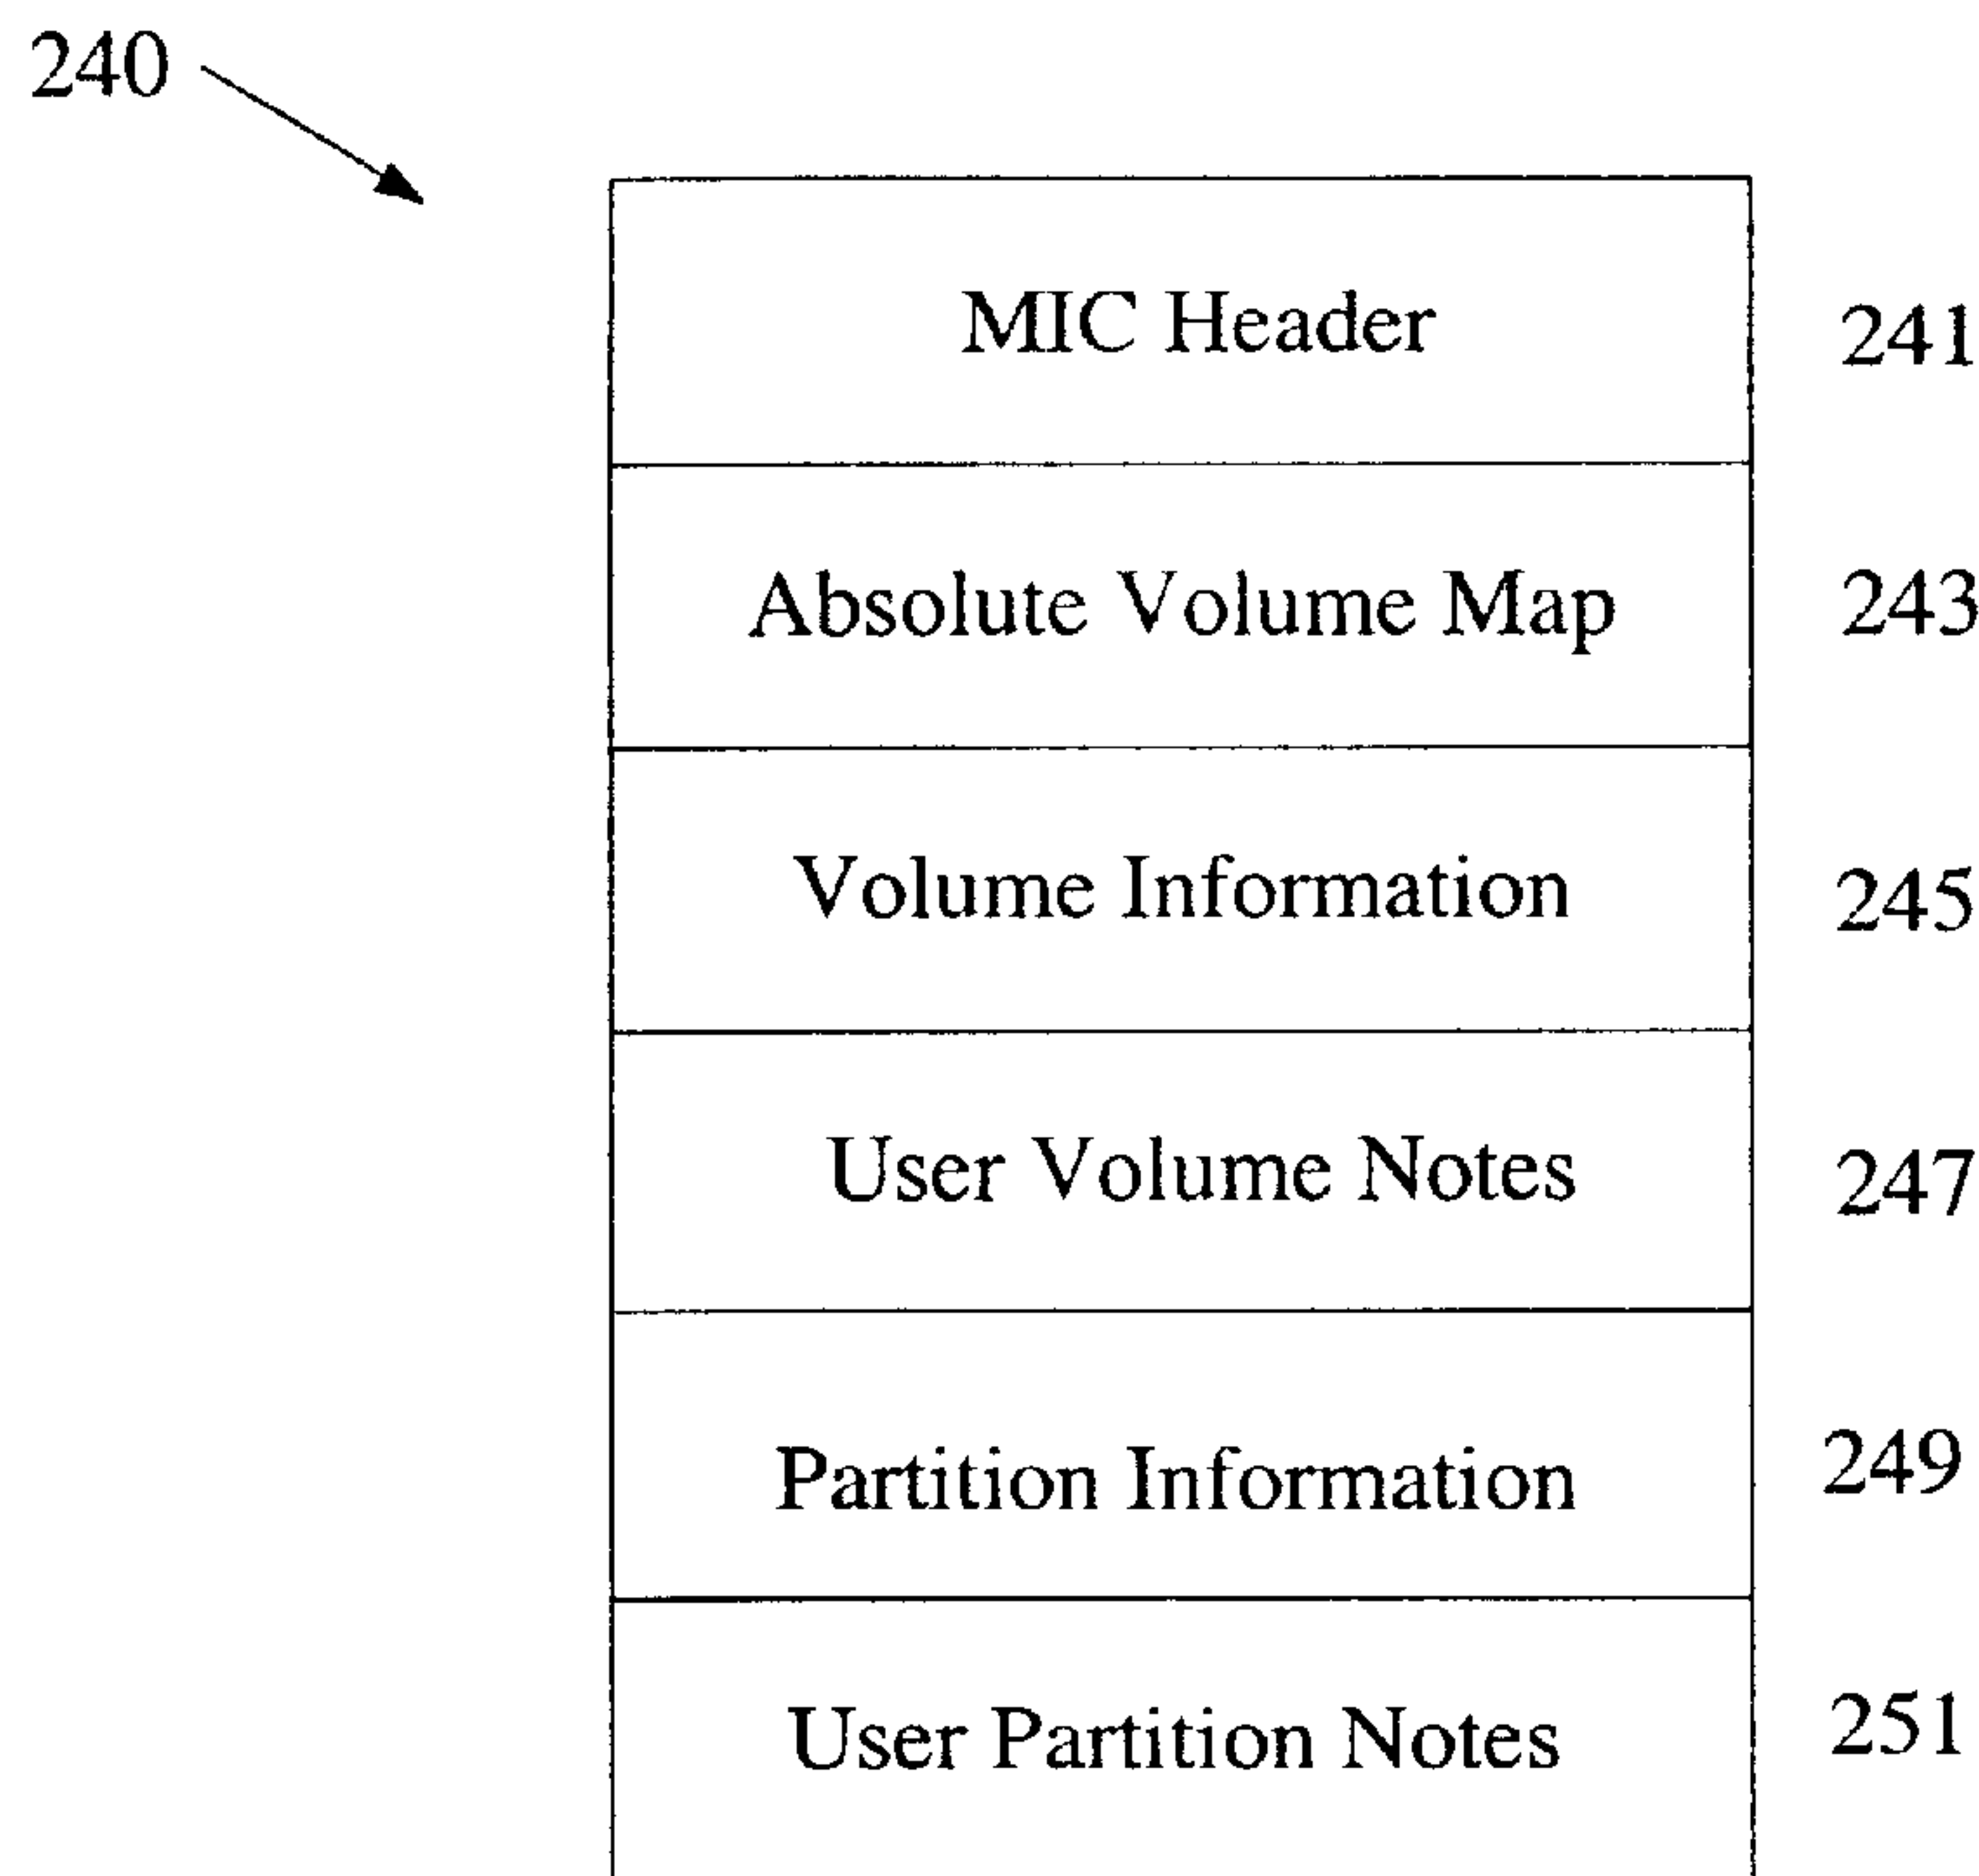 240
MIC Header 241
Absolute Volume Map 243
Volume Information 245
User Volume Notes 247
Partition Information 249
User Partition Notes 251